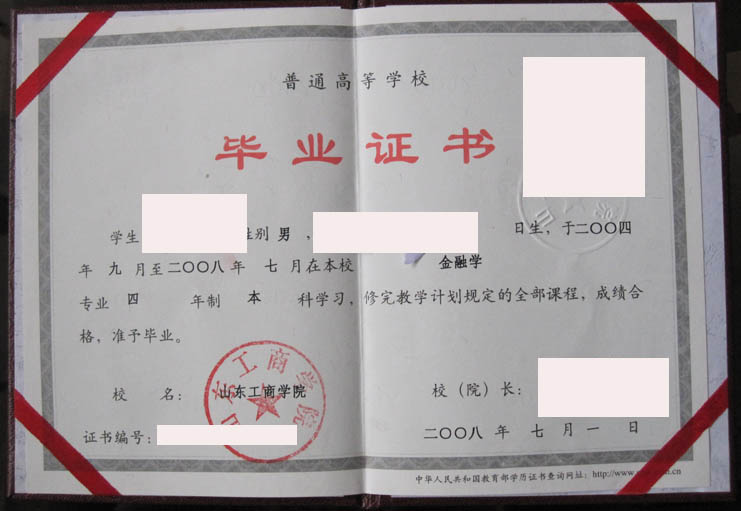 普通高等学校
毕业证书
学生 性别 男， 日生，于二〇〇四
年 九 月至二〇〇八 年 七 月在本校 金融学
专业 四 年制 本 科学习，修完教学计划规定的全部课程，成绩合
格，准予毕业。
山东工商学院
校 名： 山东工商学院 校（院）长：
证书编号： 二〇〇八 年 七 月 一 日
中华人民共和国教育部学历证书查询网址：http://www.